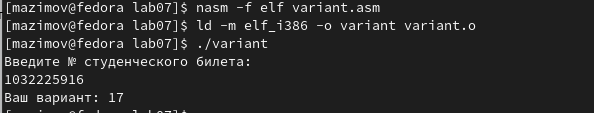 [mazimov@fedora lab07]$ nasm -f elf variant.asm
[mazimov@fedora lab07]$ ld -m elf_i386 -o variant variant.o
[mazimov@fedora lab07]$ ./variant
Введите № студенческого билета:
1032225916
Ваш вариант: 17